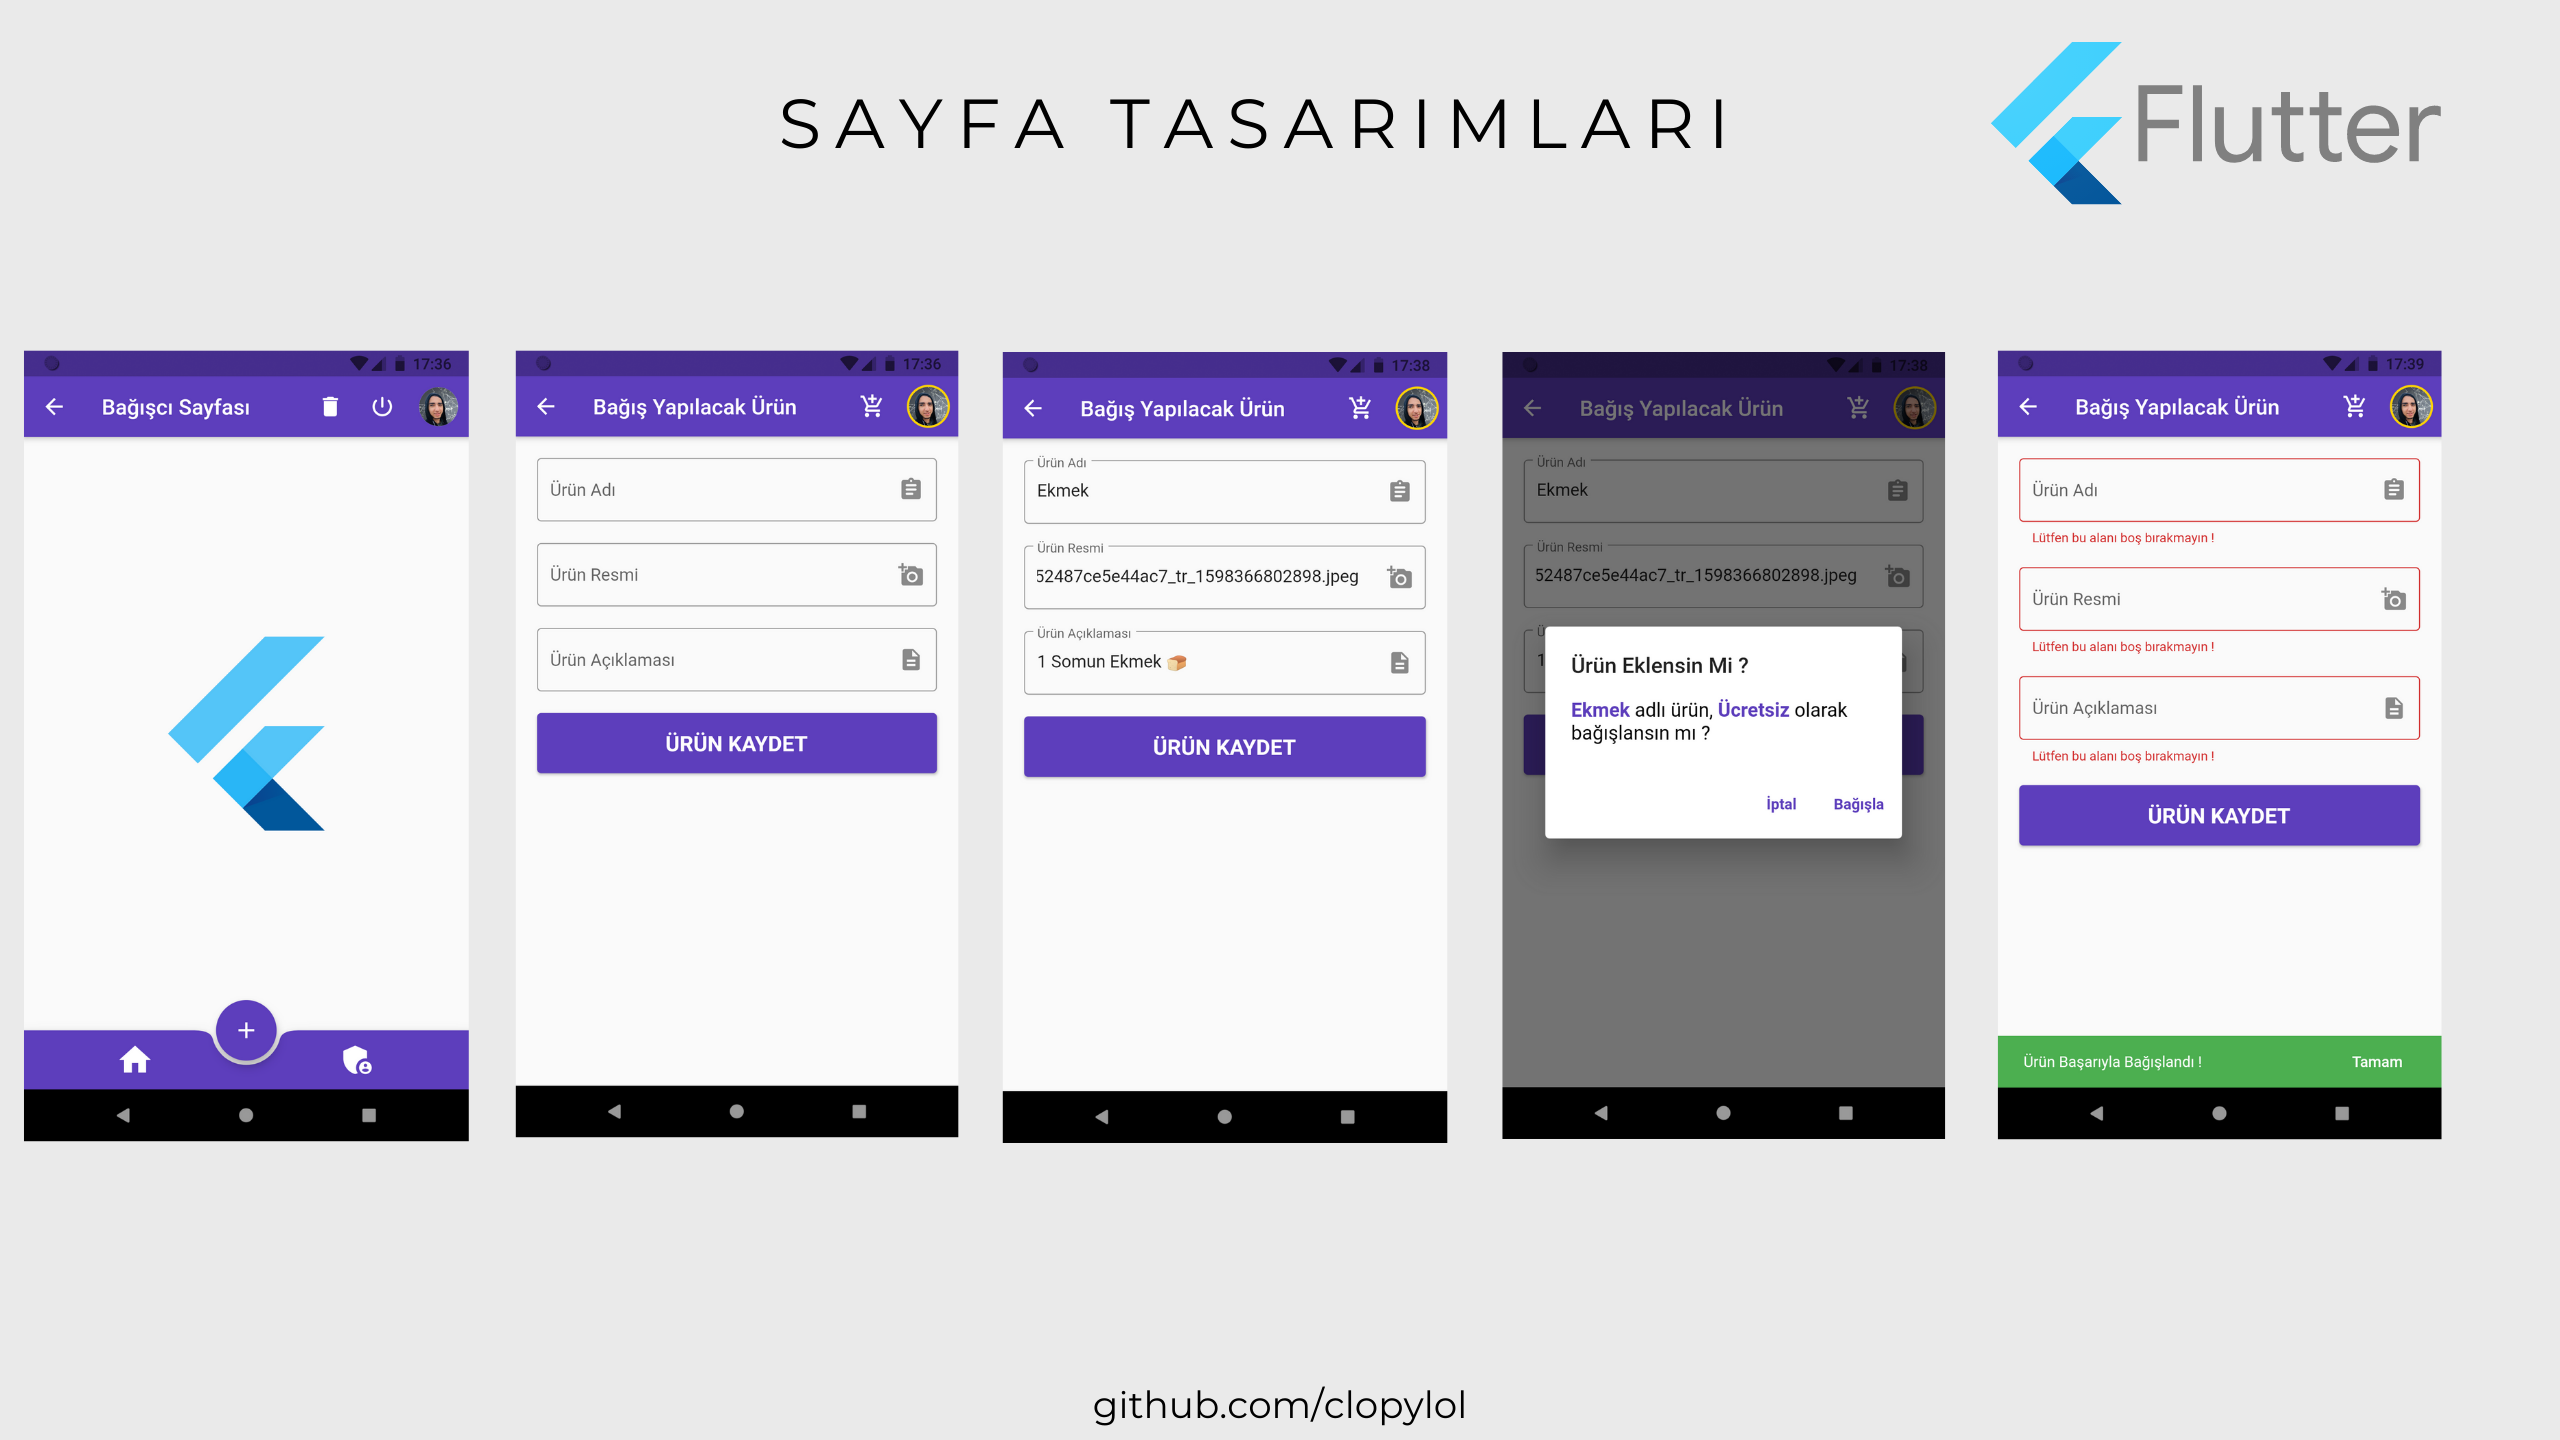 SAYFA TASARIMLARI
Flutter
17:36
Bağışcı Sayfası
17:36
Bağış Yapılacak Ürün
Ürün Adı
Ürün Resmi
Ürün Açıklaması
ÜRÜN KAYDET
17:38
Bağış Yapılacak Ürün
Ürün Adı
Ekmek
Ürün Resmi
52487ce5e44ac7_tr_1598366802898.jpeg
Ürün Açıklaması
1 Somun Ekmek 🍞
ÜRÜN KAYDET
17:38
Bağış Yapılacak Ürün
Ürün Adı
Ekmek
Ürün Resmi
52487ce5e44ac7_tr_1598366802898.jpeg
Ürün Eklensin Mi ?
Ekmek adlı ürün, Ücretsiz olarak
bağışlansın mı ?
İptal Bağışla
17:39
Bağış Yapılacak Ürün
Ürün Adı
Lütfen bu alanı boş bırakmayın !
Ürün Resmi
Lütfen bu alanı boş bırakmayın !
Ürün Açıklaması
Lütfen bu alanı boş bırakmayın !
ÜRÜN KAYDET
Ürün Başarıyla Bağışlandı ! Tamam
github.com/clopylol